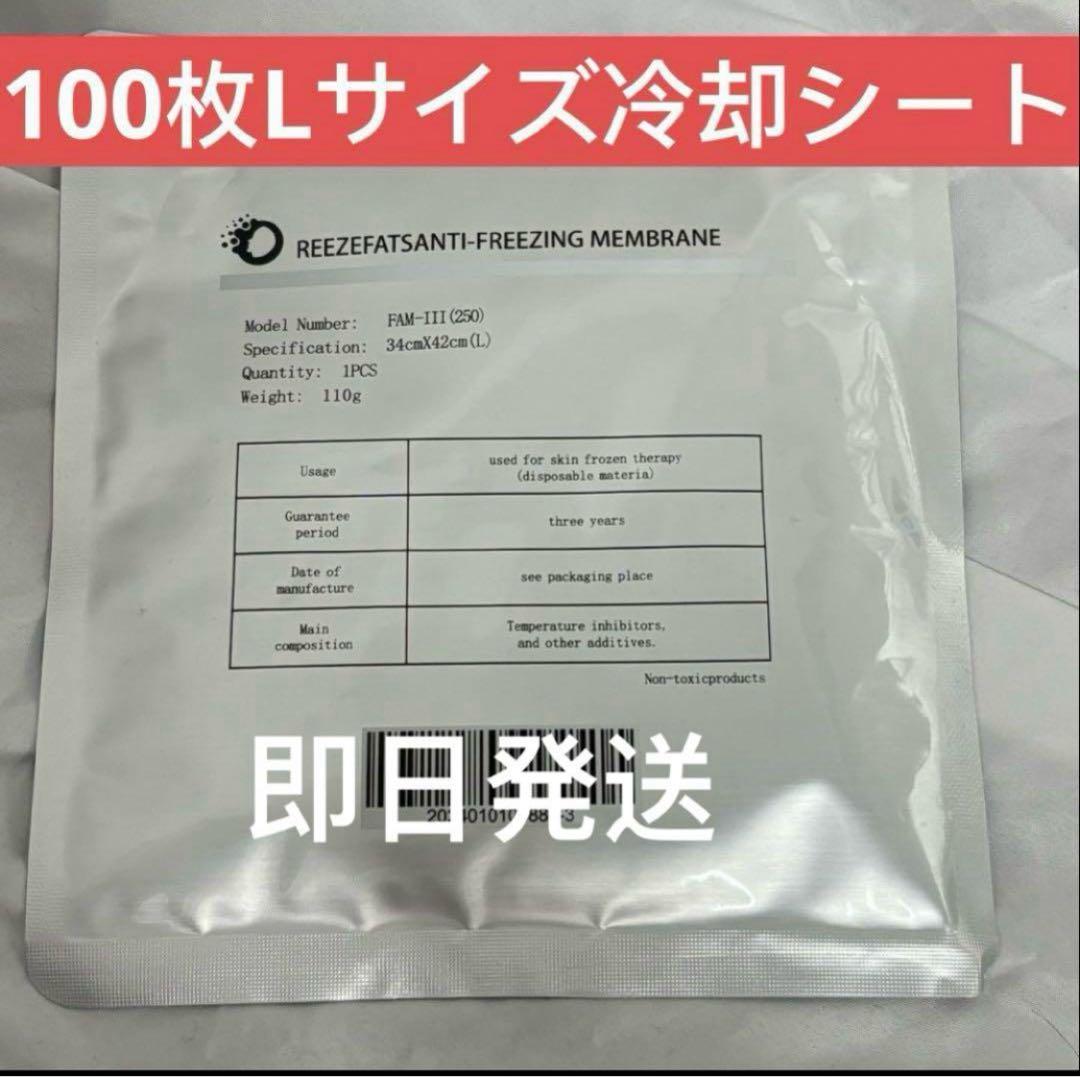 100枚Lサイズ冷却シート
REEZEFATSANTI-FREEZING MEMBRANE
Model Number: FAM-III(250)
Specification: 34cmX42cm(L)
Quantity: 1PCS
Weight: 110g
Usage
used for skin frozen therapy
(disposable materia)
Guarantee
period
three years
Date of
manufacture
see packaging place
Main
composition
Temperature inhibitors,
and other additives.
Non-toxicproducts
即日発送